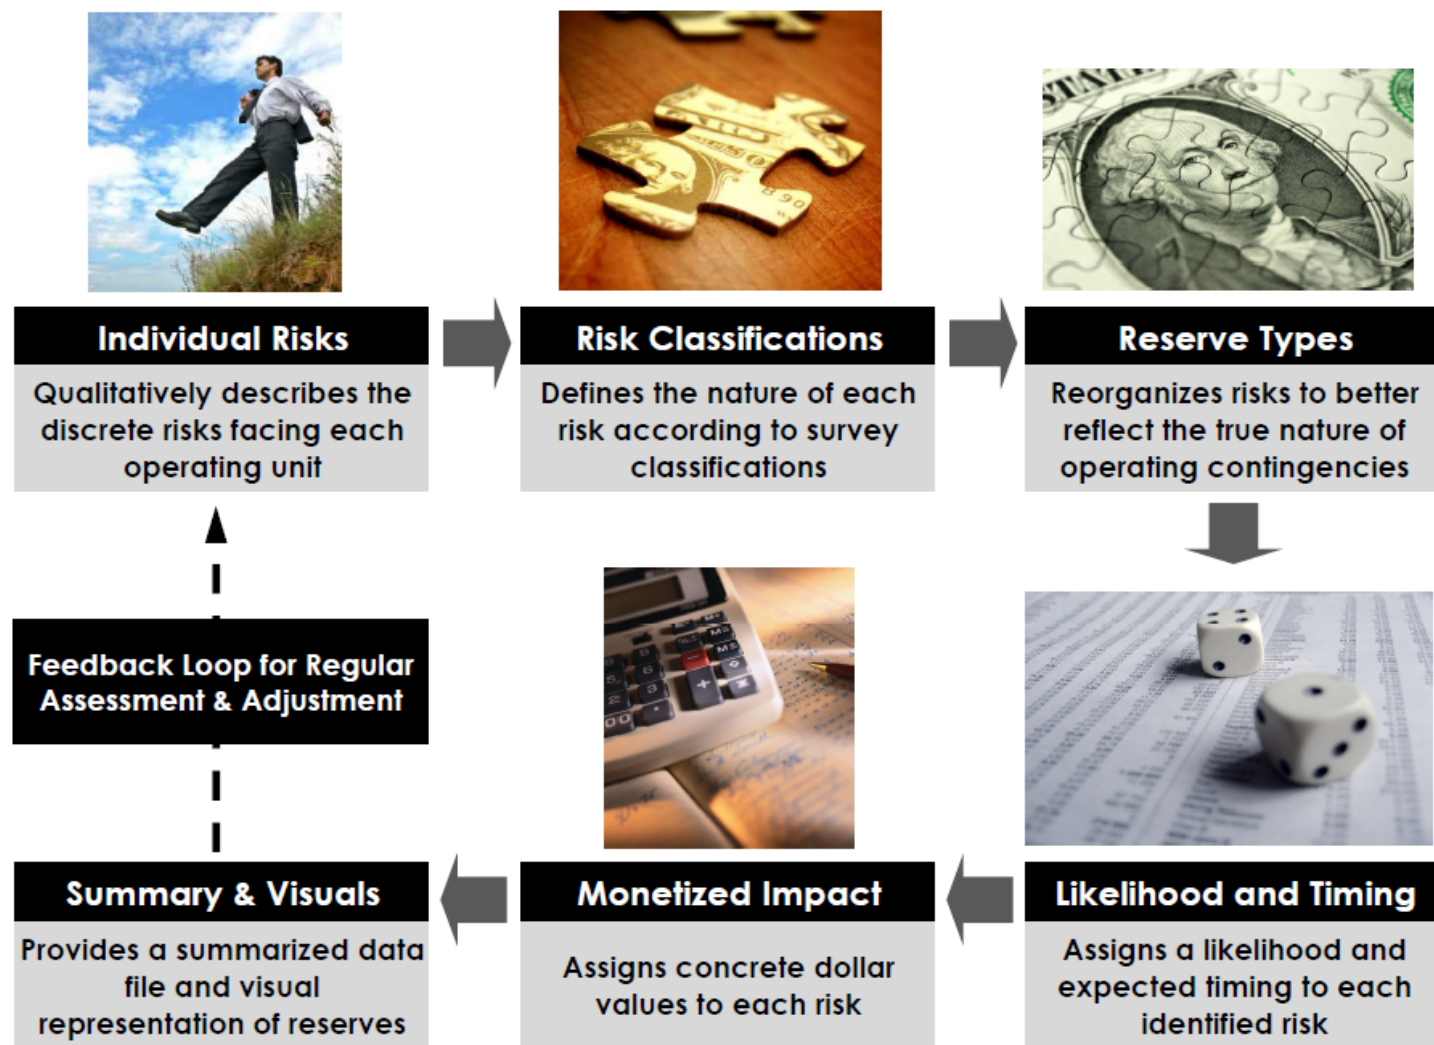 Individual Risks
Qualitatively describes the
discrete risks facing each
operating unit
Risk Classifications
Defines the nature of each
risk according to survey
classifications
Reserve Types
Reorganizes risks to better
reflect the true nature of
operating contingencies
Feedback Loop for Regular
Assessment & Adjustment
Summary & Visuals
Provides a summarized data
file and visual
representation of reserves
Monetized Impact
Assigns concrete dollar
values to each risk
Likelihood and Timing
Assigns a likelihood and
expected timing to each
identified risk